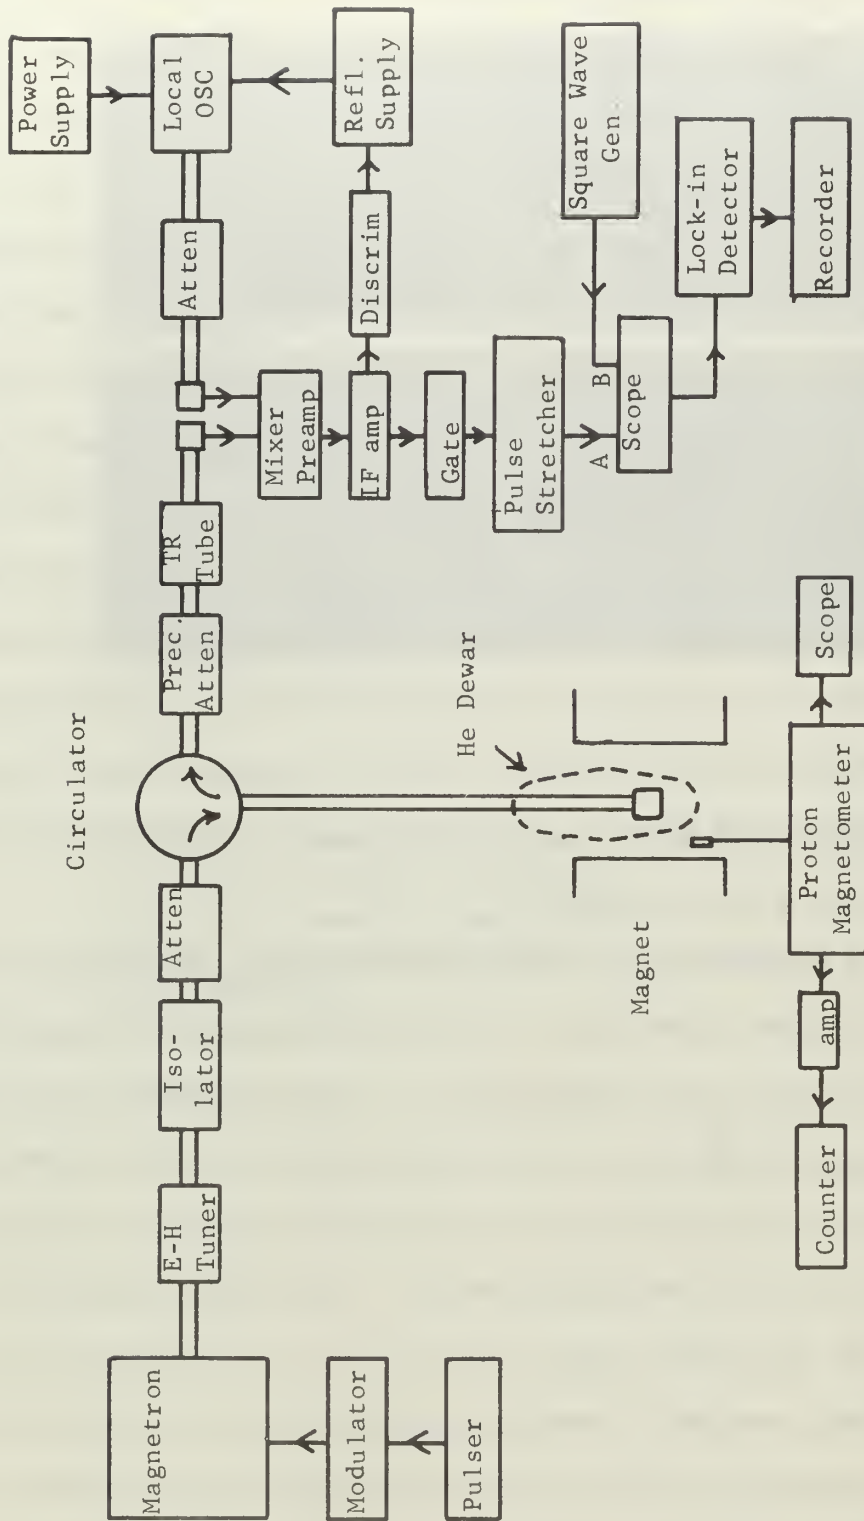 Circulator
Magnetron
E-H
Tuner
Iso-
lator
Atten
Prec.
Atten
TR
Tube
Atten
Local
OSC
Power
Supply
Modulator
Pulser
Mixer
Preamp
IF amp
Discrim
Refl.
Supply
Gate
Pulse
Stretcher
A
B
Scope
Square Wave
Gen.
Lock-in
Detector
Recorder
He Dewar
Magnet
Proton
Magnetometer
Scope
amp
Counter